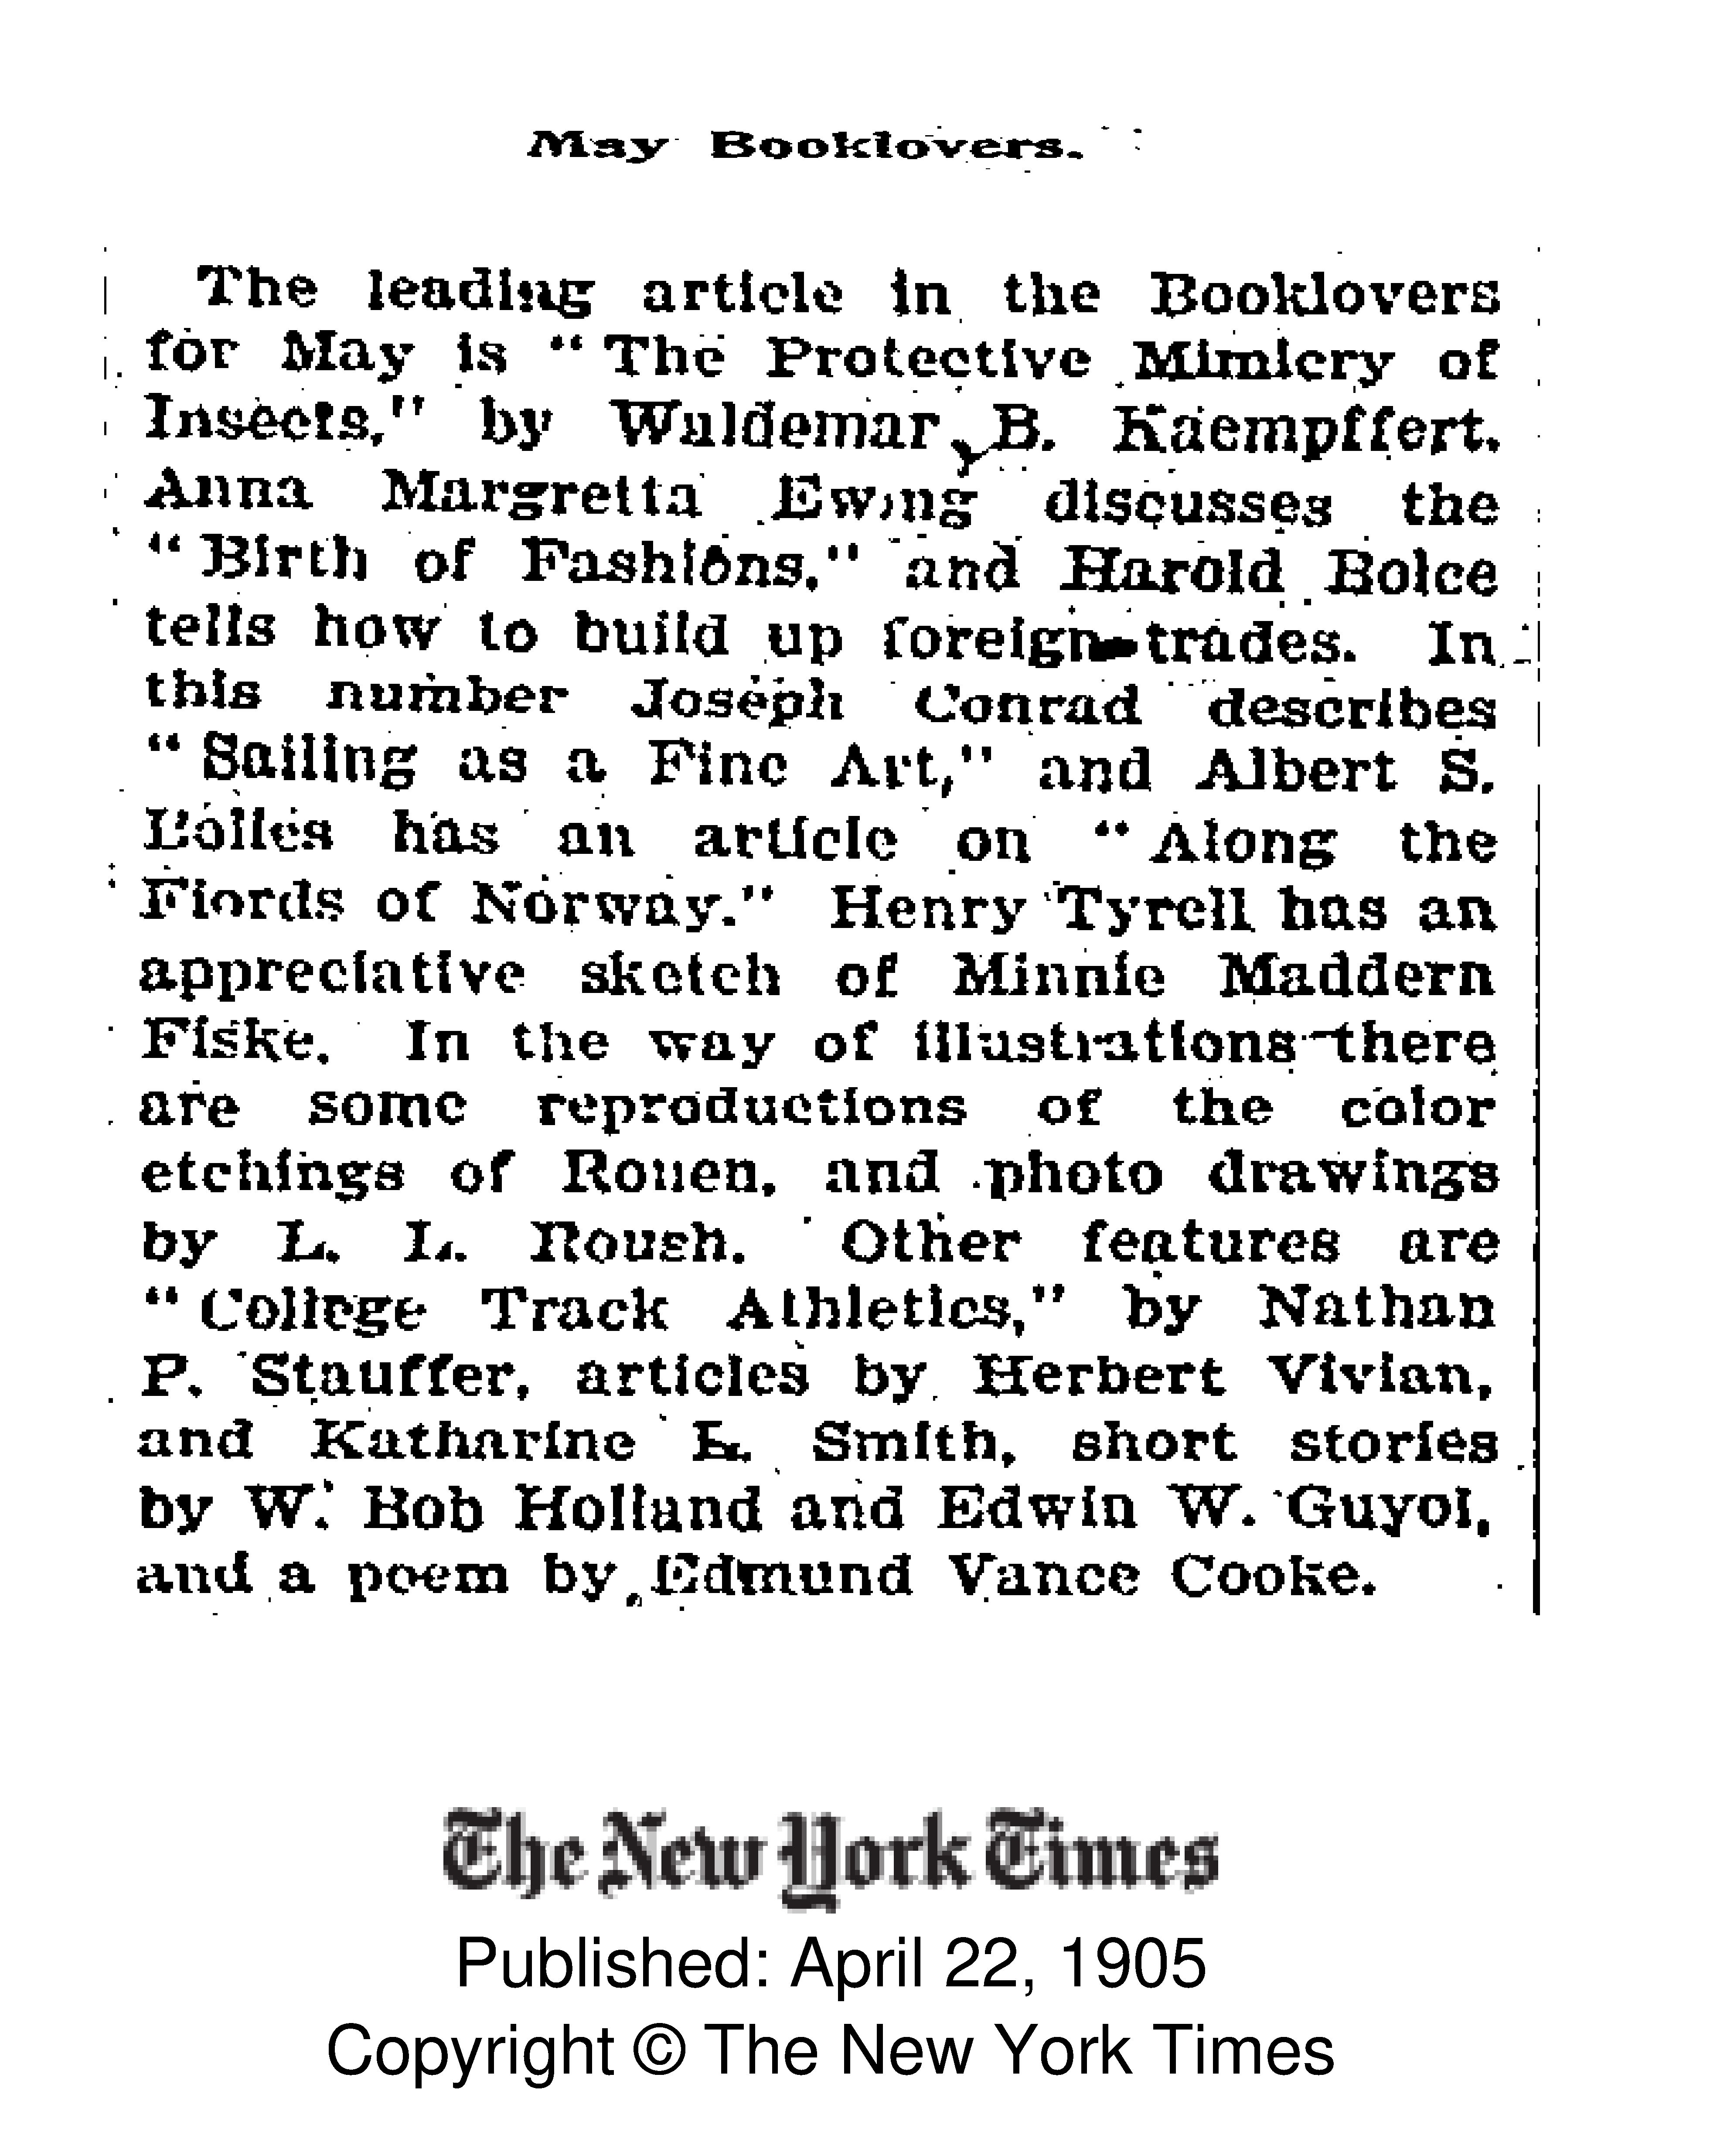 May Booklovers.
The leading article in the Booklovers
for May is "The Protective Mimicry of
Insects," by Waldemar B. Kaempffert.
Anna Margretta Ewing discusses the
"Birth of Fashions," and Harold Bolce
tells how to build up foreign trades. In
this number Joseph Conrad describes
"Sailing as a Fine Art," and Albert S.
Bolles has an article on "Along the
Fiords of Norway." Henry Tyrell has an
appreciative sketch of Minnie Maddern
Fiske. In the way of illustrations there
are some reproductions of the color
etchings of Rouen, and photo drawings
by L. L. Roush. Other features are
"College Track Athletics," by Nathan
P. Stauffer, articles by Herbert Vivian,
and Katharine L. Smith, short stories
by W. Bob Holland and Edwin W. Guyol,
and a poem by Edmund Vance Cooke.
The New York Times
Published: April 22, 1905
Copyright © The New York Times